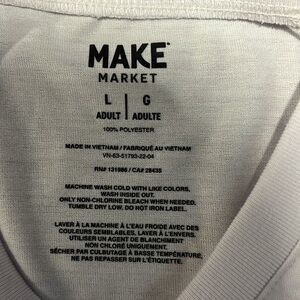 MAKE
MARKET
L | G
ADULT | ADULTE
100% POLYESTER
MADE IN VIETNAM / FABRIQUÉ AU VIETNAM
VN-63-51793-22-04
RN# 131986 / CA# 28435
MACHINE WASH COLD WITH LIKE COLORS.
WASH INSIDE OUT.
ONLY NON-CHLORINE BLEACH WHEN NEEDED.
TUMBLE DRY LOW. DO NOT IRON LABEL.
LAVER À LA MACHINE À L'EAU FROIDE AVEC DES
COULEURS SEMBLABLES. LAVER À L'ENVERS.
UTILISER UN AGENT DE BLANCHIMENT
NON CHLORÉ UNIQUEMENT.
SÉCHER PAR CULBUTAGE À BASSE TEMPÉRATURE.
NE PAS REPASSER SUR L'ÉTIQUETTE.